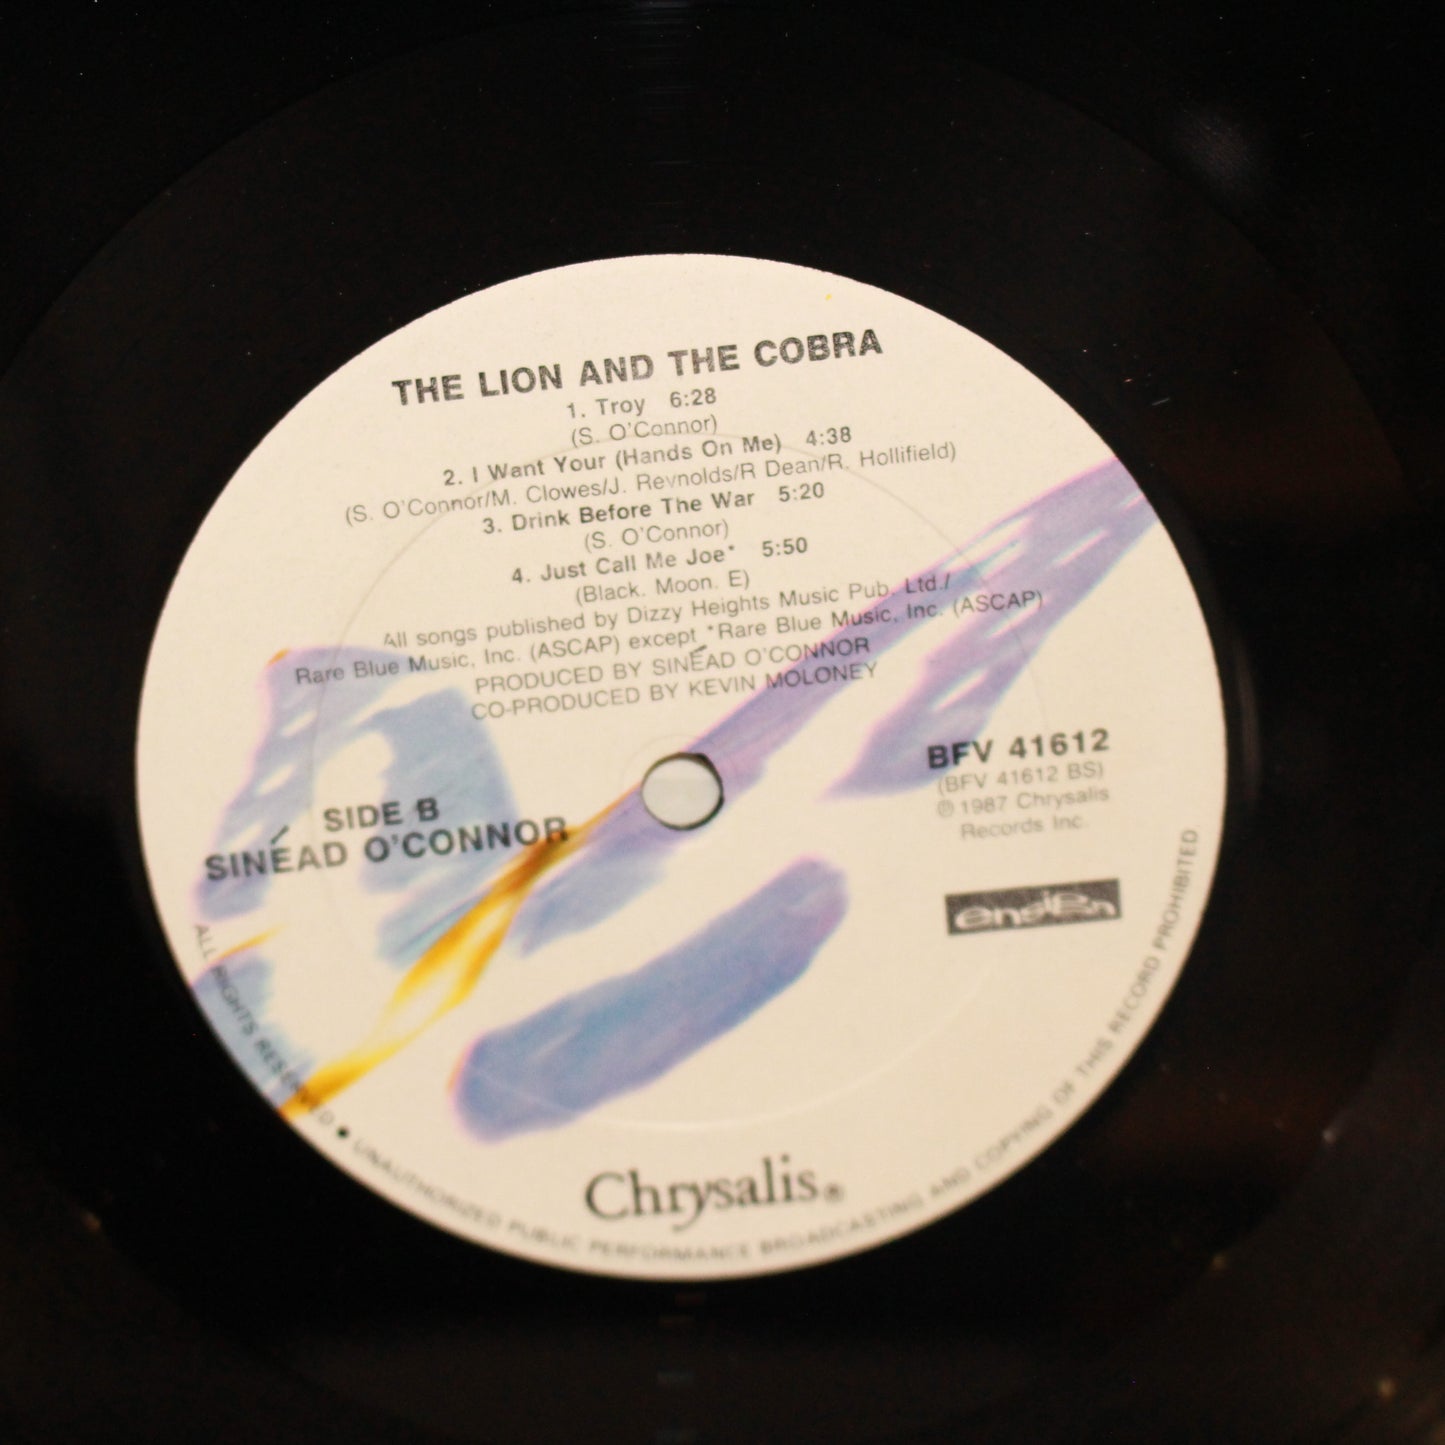 THE LION AND THE COBRA
1. Troy 6:28
(S. O'Connor)
2. I Want Your (Hands On Me) 4:38
(S. O'Connor/M. Clowes/J. Reynolds/R Dean/R. Hollifield)
3. Drink Before The War 5:20
(S. O'Connor)
4. Just Call Me Joe* 5:50
(Black. Moon. E)
All songs published by Dizzy Heights Music Pub. Ltd./
Rare Blue Music, Inc. (ASCAP) except *Rare Blue Music, Inc. (ASCAP)
PRODUCED BY SINÉAD O'CONNOR
CO-PRODUCED BY KEVIN MOLONEY
SIDE B
SINÉAD O'CONNOR
BFV 41612
(BFV 41612 BS)
℗ 1987 Chrysalis
Records Inc.
ensign
Chrysalis®
ALL RIGHTS RESERVED ● UNAUTHORIZED PUBLIC PERFORMANCE BROADCASTING AND COPYING OF THIS RECORD PROHIBITED